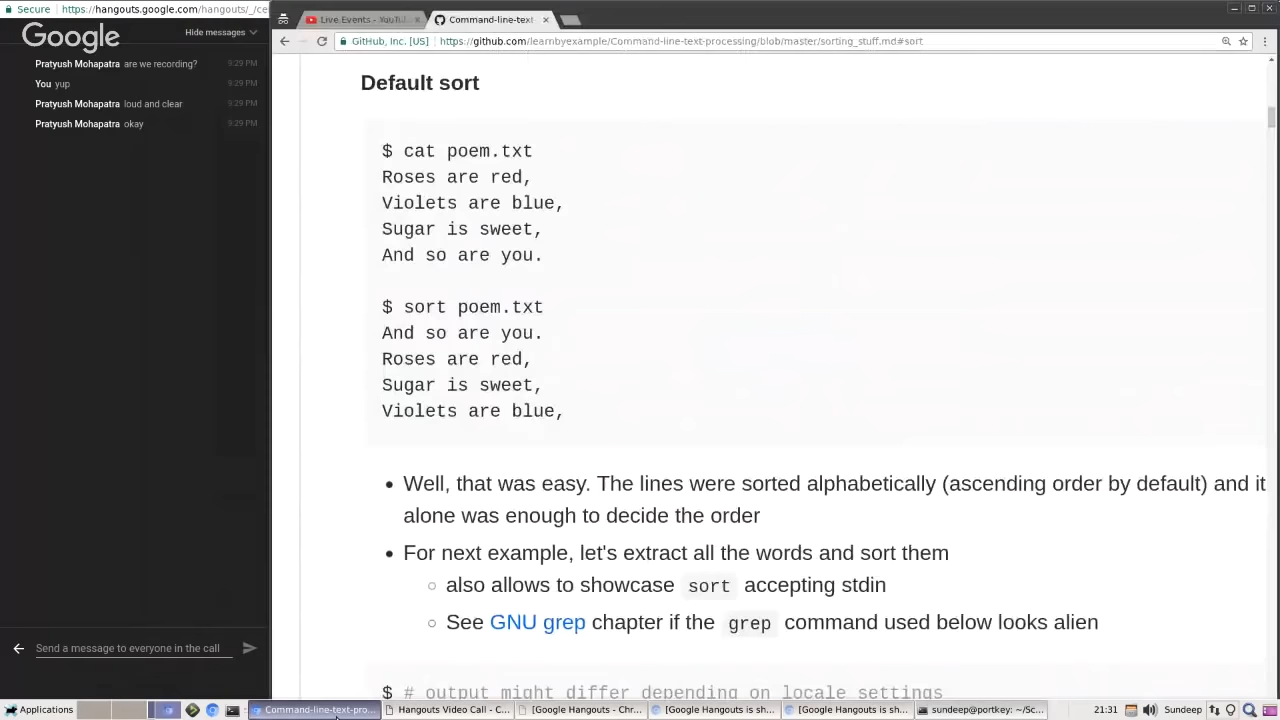 Secure https://hangouts.google.com/hangouts/_/ce
Google
Hide messages
Pratyush Mohapatra are we recording? 9:29 PM
You yup 9:29 PM
Pratyush Mohapatra loud and clear 9:29 PM
Pratyush Mohapatra okay 9:29 PM
Send a message to everyone in the call
Live Events - YouTu
Command-line-text-
GitHub, Inc. [US] https://github.com/learnbyexample/Command-line-text-processing/blob/master/sorting_stuff.md#sort
Default sort
$ cat poem.txt
Roses are red,
Violets are blue,
Sugar is sweet,
And so are you.
$ sort poem.txt
And so are you.
Roses are red,
Sugar is sweet,
Violets are blue,
Well, that was easy. The lines were sorted alphabetically (ascending order by default) and it
alone was enough to decide the order
For next example, let's extract all the words and sort them
also allows to showcase sort accepting stdin
See GNU grep chapter if the grep command used below looks alien
$ # output might differ depending on locale settings
Applications Command-line-text-pro... Hangouts Video Call - C... [Google Hangouts - Chr... [Google Hangouts is sh... [Google Hangouts is sh... sundeep@portkey: ~/Sc... 21:31 Sundeep